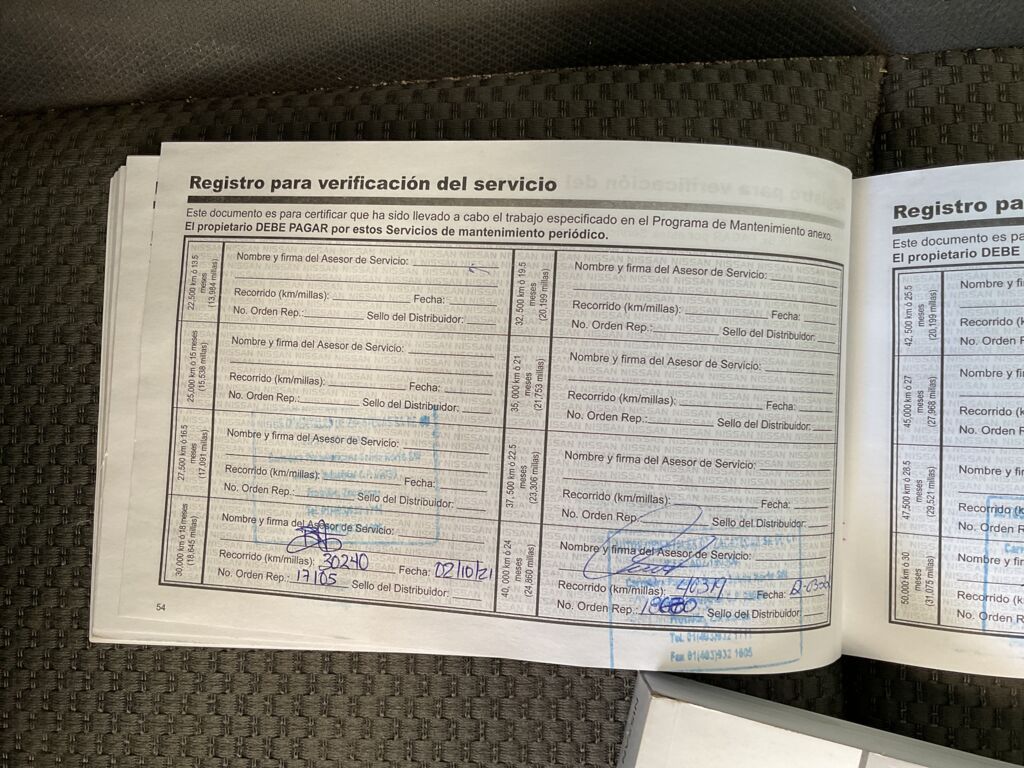 Registro para verificación del servicio
Este documento es para certificar que ha sido llevado a cabo el trabajo especificado en el Programa de Mantenimiento anexo.
El propietario DEBE PAGAR por estos Servicios de mantenimiento periódico.
22,500 km ó 13.5
meses
(13,984 millas)
Nombre y firma del Asesor de Servicio:
Recorrido (km/millas): Fecha:
No. Orden Rep.: Sello del Distribuidor:
25,000 km ó 15 meses
(15,538 millas)
Nombre y firma del Asesor de Servicio:
Recorrido (km/millas): Fecha:
No. Orden Rep.: Sello del Distribuidor:
27,500 km ó 16.5
meses
(17,091 millas)
Nombre y firma del Asesor de Servicio:
Recorrido (km/millas): Fecha:
No. Orden Rep.: Sello del Distribuidor:
30,000 km ó 18 meses
(18,645 millas)
Nombre y firma del Asesor de Servicio:
Recorrido (km/millas): 30240 Fecha: 02/10/21
No. Orden Rep.: 17105 Sello del Distribuidor:
54
32,500 km ó 19.5
meses
(20,199 millas)
Nombre y firma del Asesor de Servicio:
Recorrido (km/millas): Fecha:
No. Orden Rep.: Sello del Distribuidor:
35,000 km ó 21
meses
(21,753 millas)
Nombre y firma del Asesor de Servicio:
Recorrido (km/millas): Fecha:
No. Orden Rep.: Sello del Distribuidor:
37,500 km ó 22.5
meses
(23,306 millas)
Nombre y firma del Asesor de Servicio:
Recorrido (km/millas): Fecha:
No. Orden Rep.: Sello del Distribuidor:
40,000 km ó 24
meses
(24,860 millas)
Nombre y firma del Asesor de Servicio:
Recorrido (km/millas): 40319 Fecha:
No. Orden Rep.: Sello del Distribuidor:
Tel. 01(493)932
Fax 01(493)932 1605
Registro pa
Este documento es pa
El propietario DEBE
42,500 km ó 25.5
meses
(20,199 millas)
Nombre y fi
Recorrido (k
No. Orden R
45,000 km ó 27
meses
(27,968 millas)
Nombre y fi
Recorrido (k
No. Orden R
47,500 km ó 28.5
meses
(29,521 millas)
Nombre y fi
Recorrido (k
No. Orden R
50,000 km ó 30
meses
(31,075 millas)
Nombre y fi
Recorrido (k
No. Orden R